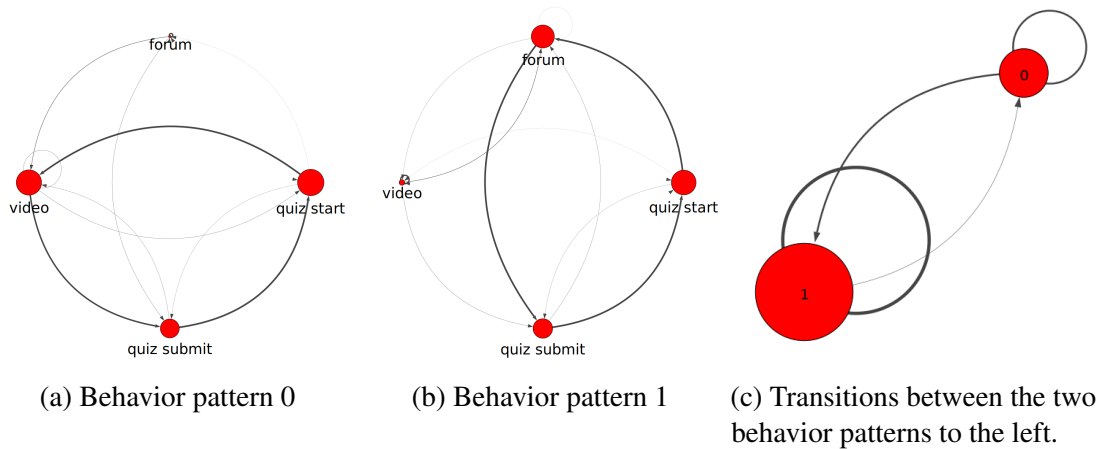 forum
video
quiz start
quiz submit
(a) Behavior pattern 0
forum
video
quiz start
quiz submit
(b) Behavior pattern 1
0
1
(c) Transitions between the two
behavior patterns to the left.